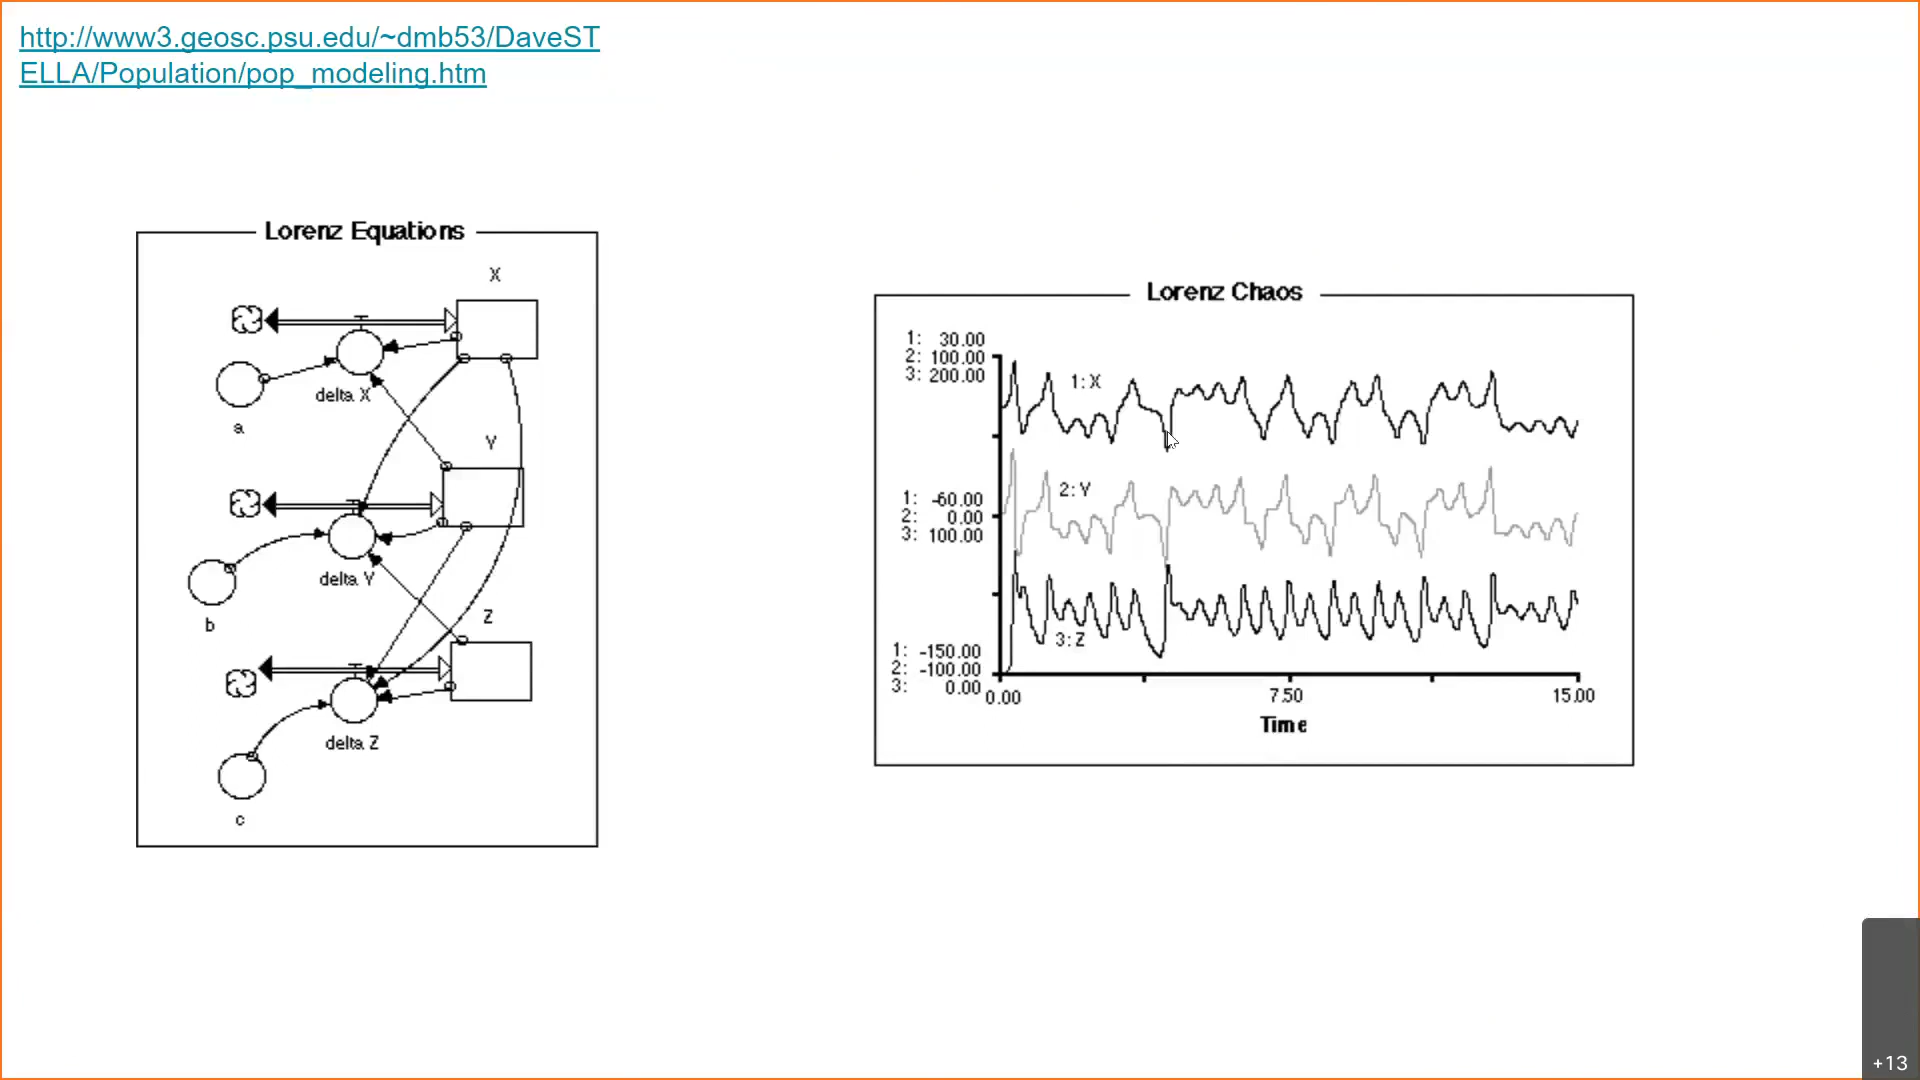 http://www3.geosc.psu.edu/~dmb53/DaveST
ELLA/Population/pop_modeling.htm
Lorenz Equations
X
delta X
a
Y
delta Y
b
Z
delta Z
c
Lorenz Chaos
1: 30.00
2: 100.00
3: 200.00
1: X
2: Y
1: -60.00
2: 0.00
3: 100.00
3: Z
1: -150.00
2: -100.00
3: 0.00
0.00 7.50 15.00
Time
+13